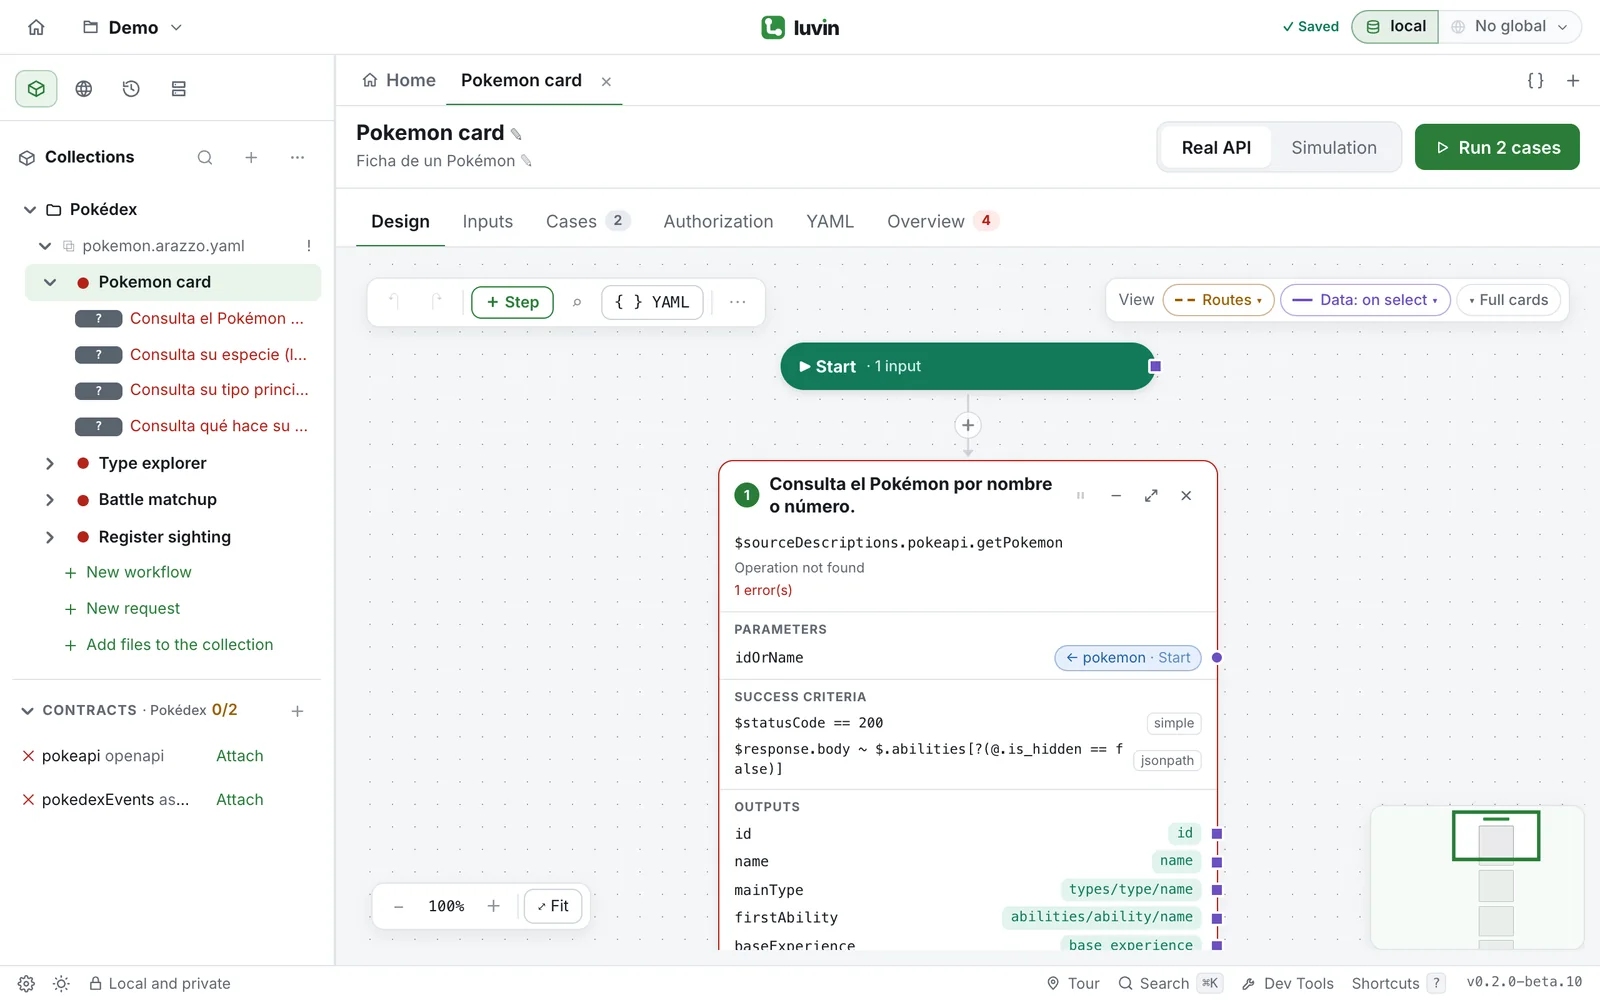 Demo
luvin
Saved
local
No global
Home
Pokemon card
Collections
Pokemon card
Ficha de un Pokémon
Real API
Simulation
Run 2 cases
Design
Inputs
Cases 2
Authorization
YAML
Overview 4
Pokédex
pokemon.arazzo.yaml !
Pokemon card
? Consulta el Pokémon ...
? Consulta su especie (l...
? Consulta su tipo princi...
? Consulta qué hace su ...
Type explorer
Battle matchup
Register sighting
+ New workflow
+ New request
+ Add files to the collection
CONTRACTS · Pokédex 0/2
pokeapi openapi Attach
pokedexEvents as... Attach
+ Step
{ } YAML
...
View
Routes
Data: on select
Full cards
Start · 1 input
1
Consulta el Pokémon por nombre
o número.
$sourceDescriptions.pokeapi.getPokemon
Operation not found
1 error(s)
PARAMETERS
idOrName
← pokemon · Start
SUCCESS CRITERIA
$statusCode == 200
simple
$response.body ~ $.abilities[?(@.is_hidden == f
alse)]
jsonpath
OUTPUTS
id id
name name
mainType types/type/name
firstAbility abilities/ability/name
baseExperience base_experience
− 100% +
Fit
Local and private
Tour
Search ⌘K
Dev Tools
Shortcuts ?
v0.2.0-beta.10